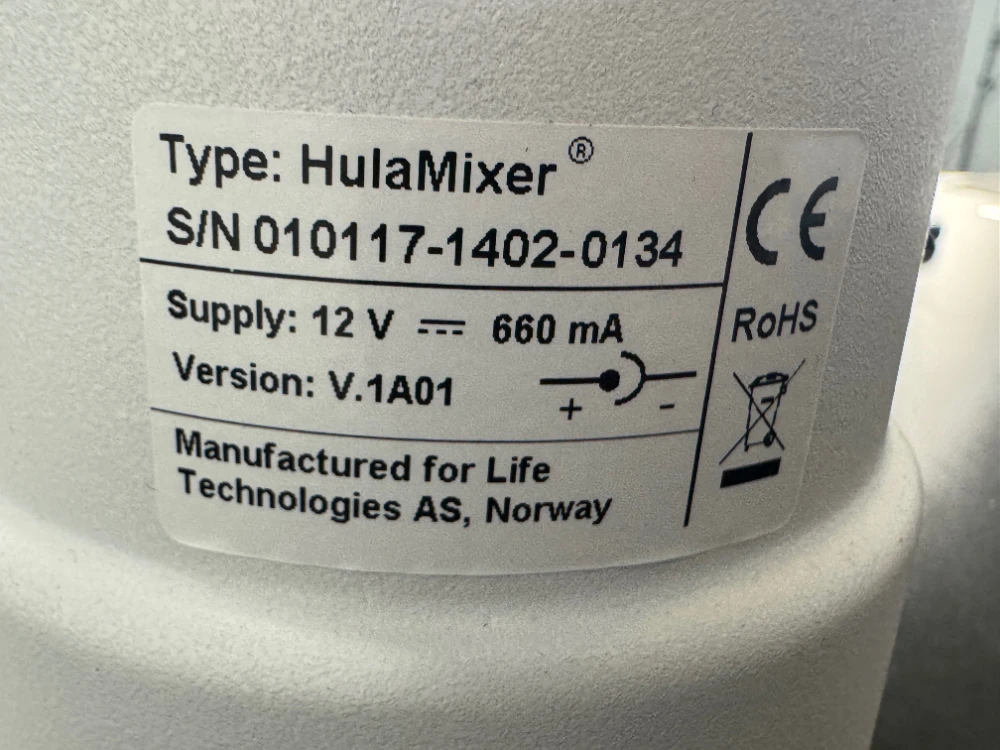 Type: HulaMixer®
S/N 010117-1402-0134
Supply: 12 V ⎓ 660 mA
Version: V.1A01
+ -
Manufactured for Life
Technologies AS, Norway
CE
RoHS